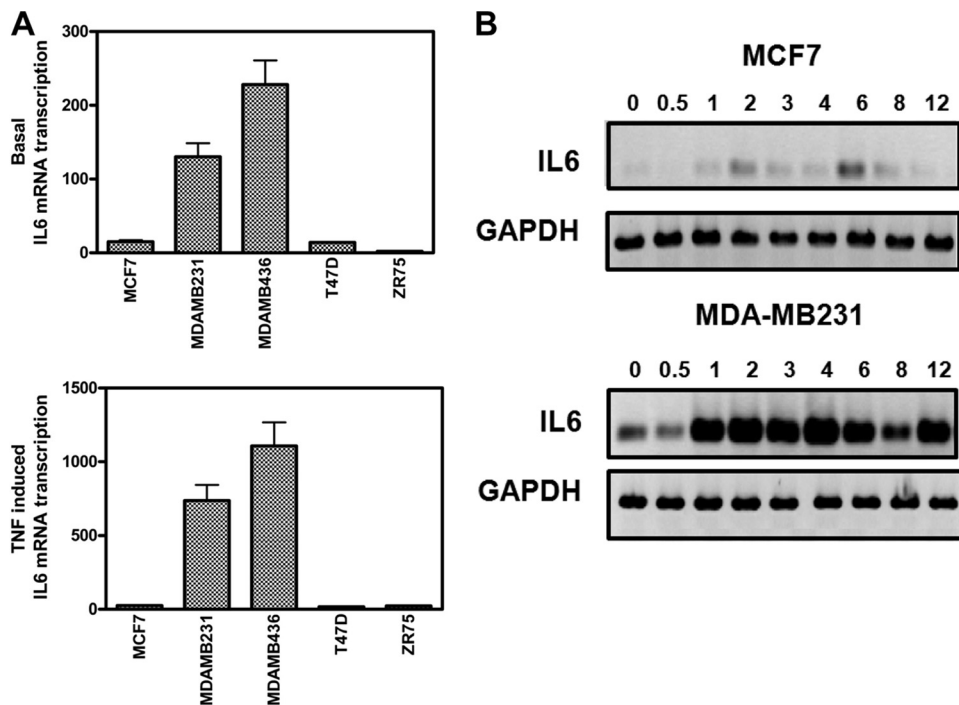 A
Basal
IL6 mRNA transcription
300
200
100
0
MCF7
MDAMB231
MDAMB436
T47D
ZR75
TNF induced
IL6 mRNA transcription
1500
1000
500
0
MCF7
MDAMB231
MDAMB436
T47D
ZR75
B
MCF7
0 0.5 1 2 3 4 6 8 12
IL6
GAPDH
MDA-MB231
0 0.5 1 2 3 4 6 8 12
IL6
GAPDH